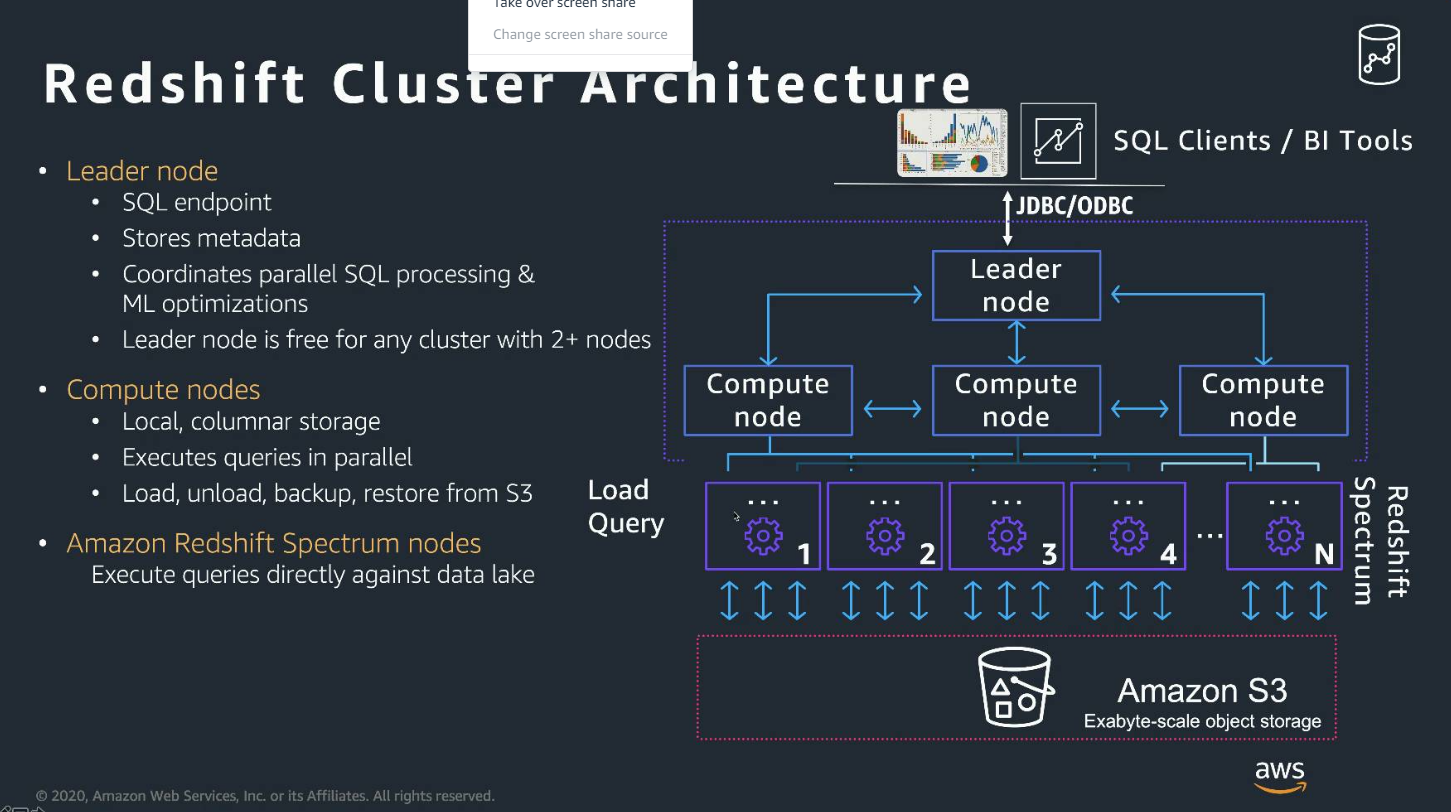 Take over screen share
Change screen share source
Redshift Cluster Architecture
SQL Clients / BI Tools
• Leader node
• SQL endpoint
• Stores metadata
• Coordinates parallel SQL processing &
ML optimizations
• Leader node is free for any cluster with 2+ nodes
• Compute nodes
• Local, columnar storage
• Executes queries in parallel
• Load, unload, backup, restore from S3
• Amazon Redshift Spectrum nodes
Execute queries directly against data lake
JDBC/ODBC
Leader
node
Compute
node
Compute
node
Compute
node
Load
Query
... 1
... 2
... 3
... 4
...
... N
Redshift
Spectrum
Amazon S3
Exabyte-scale object storage
aws
© 2020, Amazon Web Services, Inc. or its Affiliates. All rights reserved.